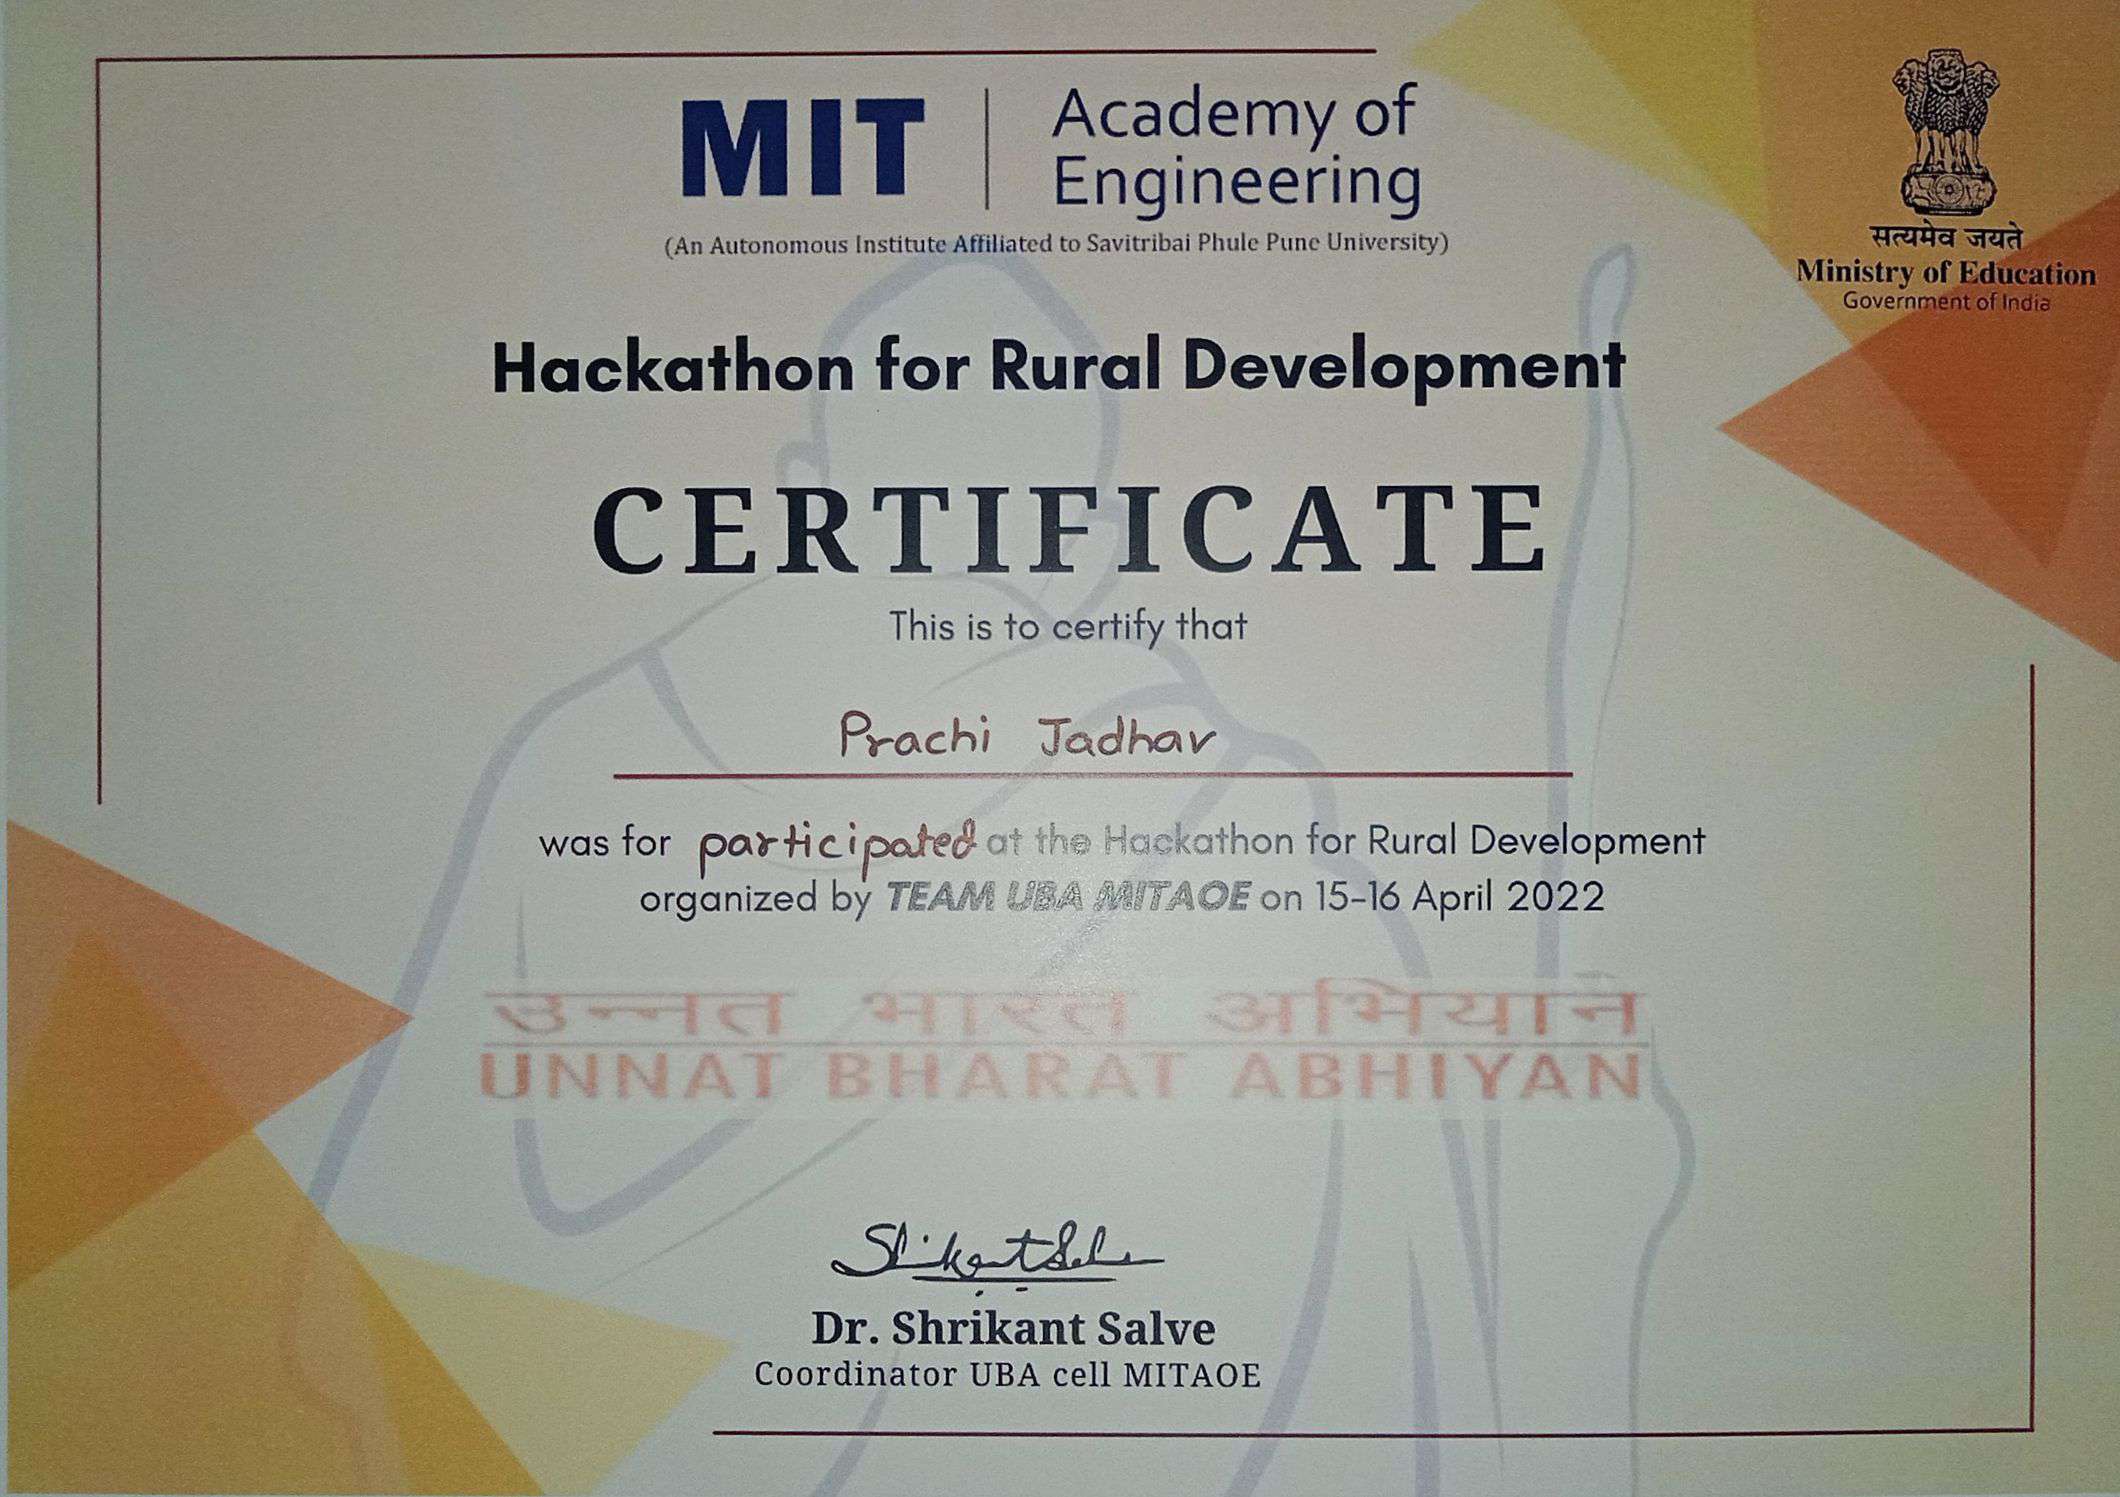 MIT Academy of Engineering
(An Autonomous Institute Affiliated to Savitribai Phule Pune University)
सत्यमेव जयते
Ministry of Education
Government of India
Hackathon for Rural Development
CERTIFICATE
This is to certify that
Prachi Jadhav
was for participated at the Hackathon for Rural Development
organized by TEAM UBA MITAOE on 15-16 April 2022
उन्नत भारत अभियान
UNNAT BHARAT ABHIYAN
Shrikant Salve
Dr. Shrikant Salve
Coordinator UBA cell MITAOE